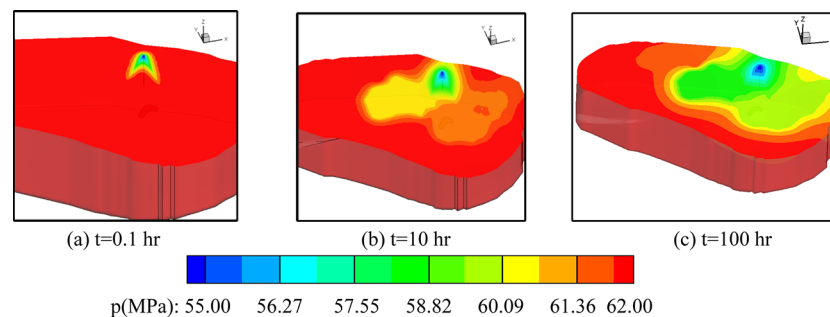 Z
Y
X
Z
Y
X
Z
Y
X
(a) t=0.1 hr
(b) t=10 hr
(c) t=100 hr
p(MPa): 55.00 56.27 57.55 58.82 60.09 61.36 62.00